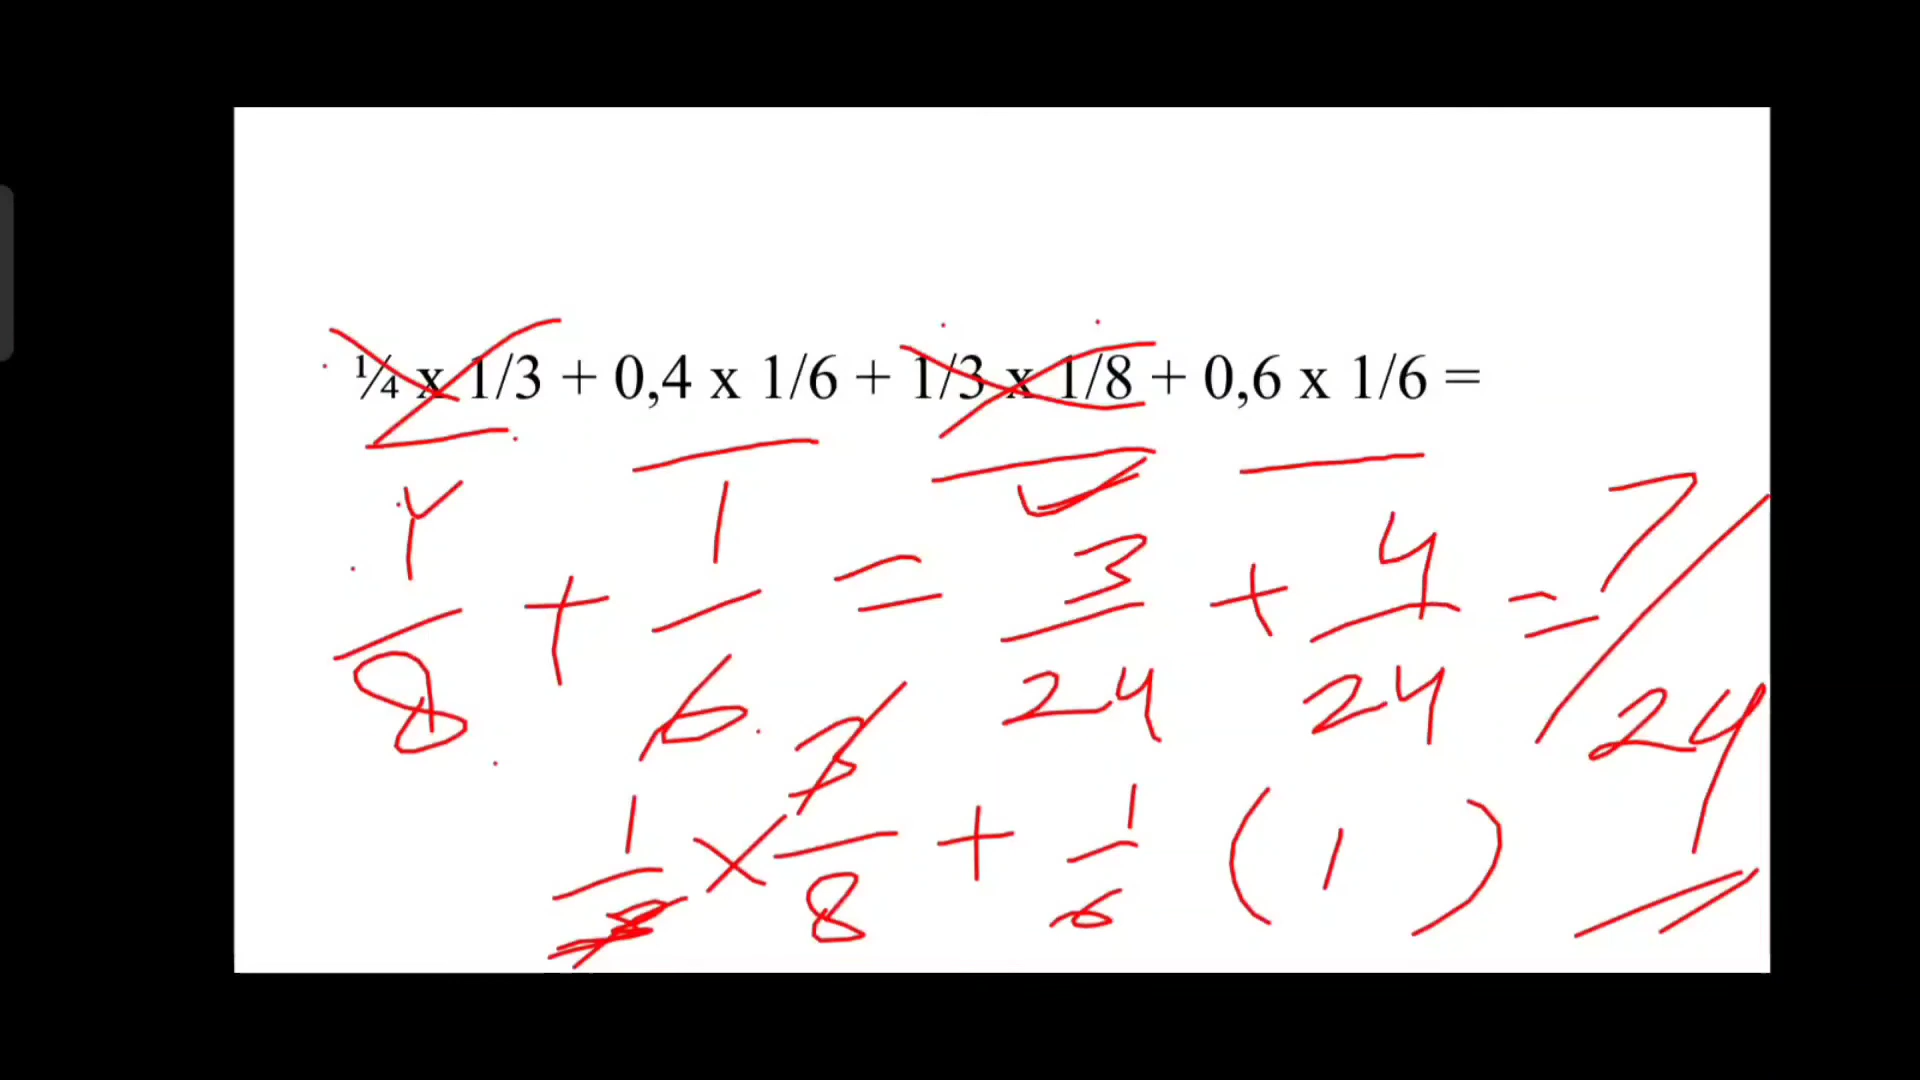 ¼ x 1/3 + 0,4 x 1/6 + 1/3 x 1/8 + 0,6 x 1/6 =
1/8 + 1/6 = 3/24 + 4/24 = 7/24
1/3 x 3/8 + 1/6 ( 1 )